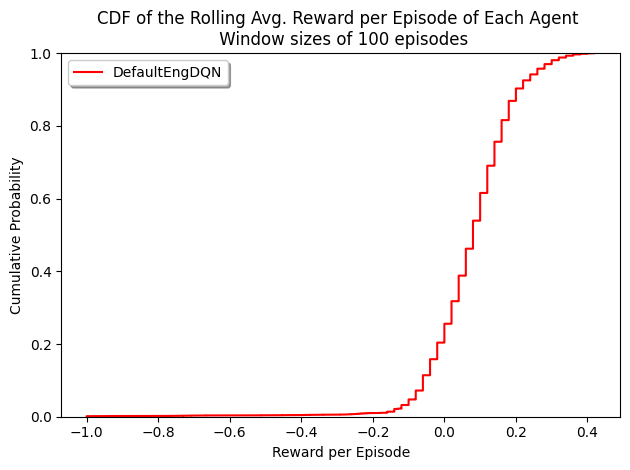 CDF of the Rolling Avg. Reward per Episode of Each Agent
Window sizes of 100 episodes
DefaultEngDQN
Cumulative Probability
1.0
0.8
0.6
0.4
0.2
0.0
−1.0 −0.8 −0.6 −0.4 −0.2 0.0 0.2 0.4
Reward per Episode